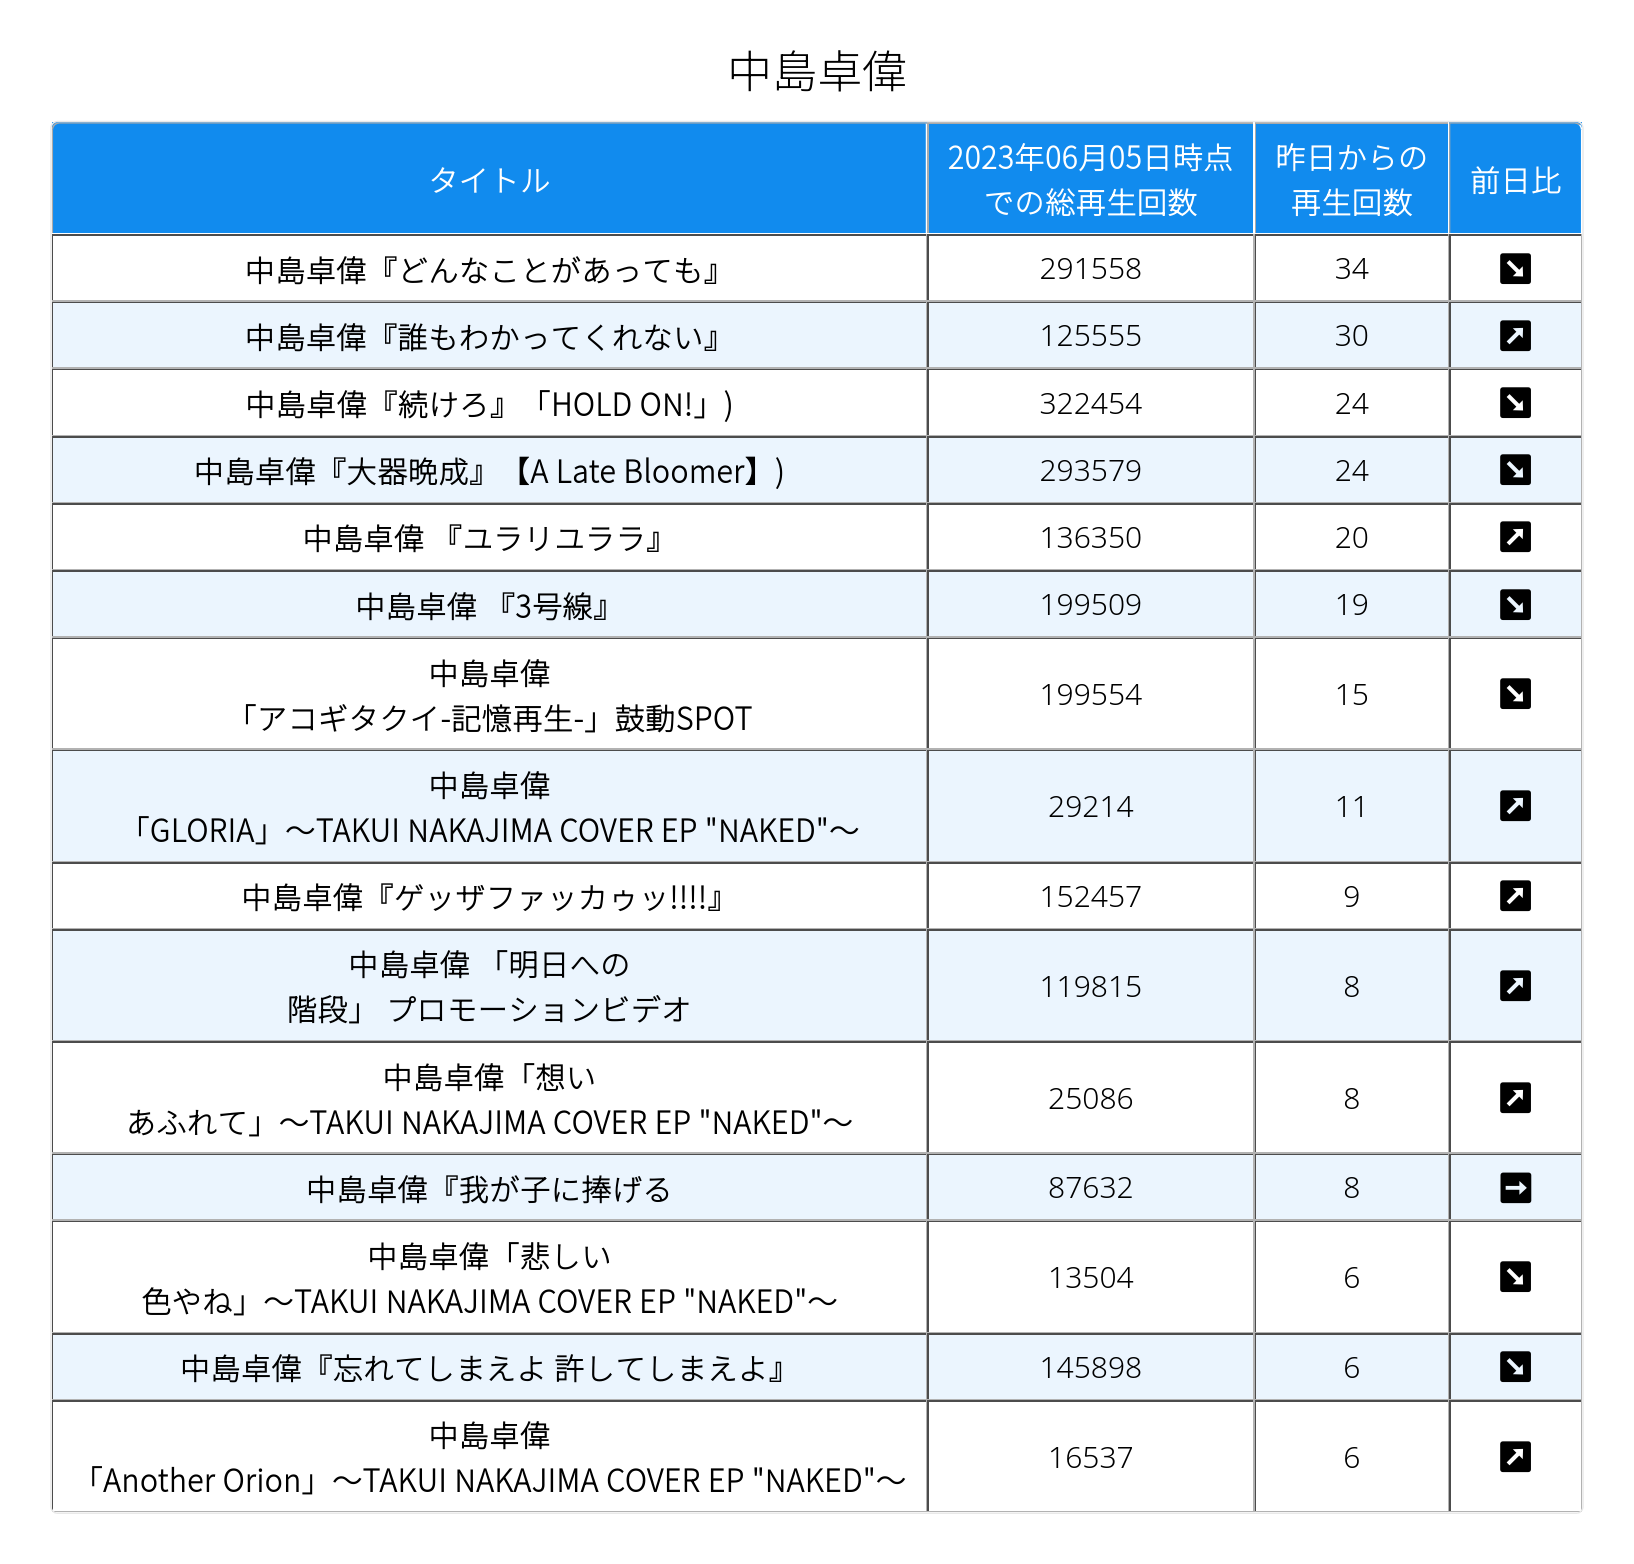 中島卓偉
タイトル
2023年06月05日時点
での総再生回数
昨日からの
再生回数
前日比
中島卓偉『どんなことがあっても』 291558 34 ↘
中島卓偉『誰もわかってくれない』 125555 30 ↗
中島卓偉『続けろ』「HOLD ON!」) 322454 24 ↘
中島卓偉『大器晩成』【A Late Bloomer】) 293579 24 ↘
中島卓偉 『ユラリユララ』 136350 20 ↗
中島卓偉 『3号線』 199509 19 ↘
中島卓偉
「アコギタクイ-記憶再生-」鼓動SPOT 199554 15 ↘
中島卓偉
「GLORIA」〜TAKUI NAKAJIMA COVER EP "NAKED"〜 29214 11 ↗
中島卓偉『ゲッザファッカゥッ!!!!』 152457 9 ↗
中島卓偉 「明日への
階段」 プロモーションビデオ 119815 8 ↗
中島卓偉「想い
あふれて」〜TAKUI NAKAJIMA COVER EP "NAKED"〜 25086 8 ↗
中島卓偉『我が子に捧げる 87632 8 →
中島卓偉「悲しい
色やね」〜TAKUI NAKAJIMA COVER EP "NAKED"〜 13504 6 ↘
中島卓偉『忘れてしまえよ 許してしまえよ』 145898 6 ↘
中島卓偉
「Another Orion」〜TAKUI NAKAJIMA COVER EP "NAKED"〜 16537 6 ↗